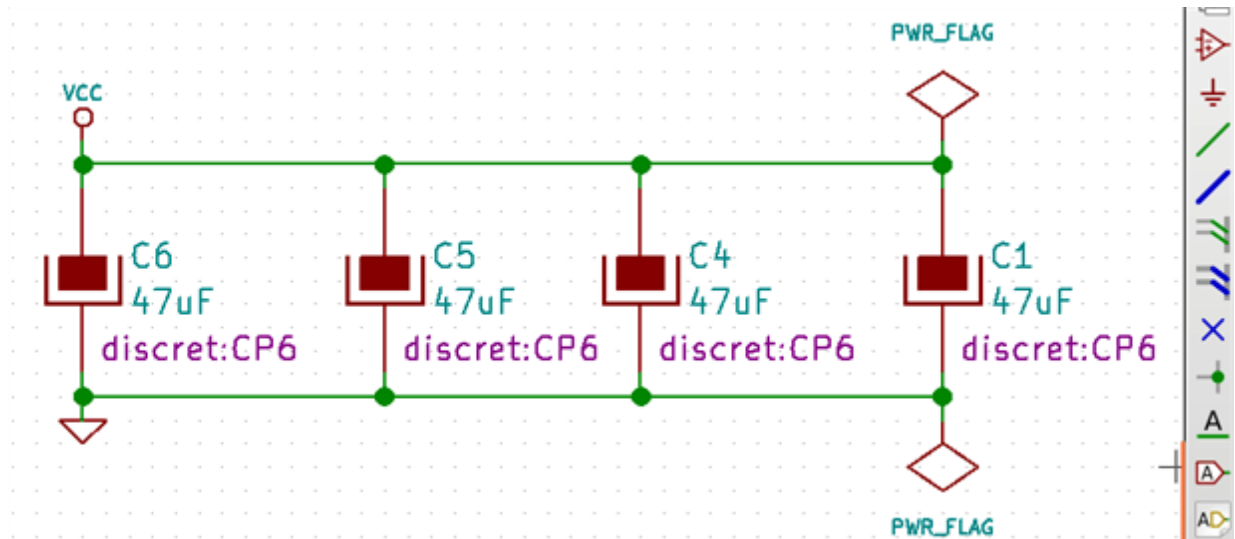 PWR_FLAG
VCC
C6
47uF
discret:CP6
C5
47uF
discret:CP6
C4
47uF
discret:CP6
C1
47uF
discret:CP6
PWR_FLAG
A
A
AD